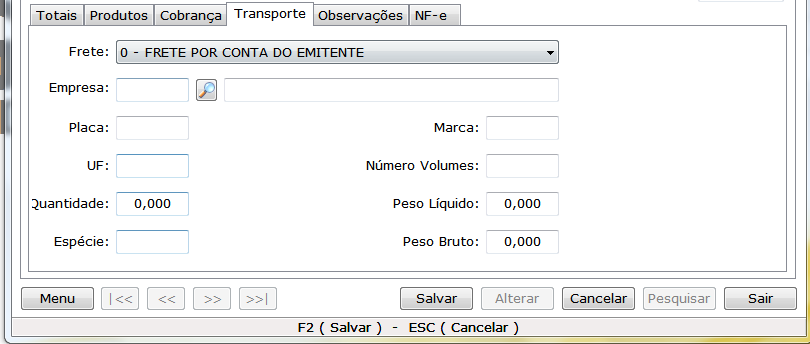 Totais Produtos Cobrança Transporte Observações NF-e
Frete: 0 - FRETE POR CONTA DO EMITENTE
Empresa:
Placa: Marca:
UF: Número Volumes:
Quantidade: 0,000 Peso Líquido: 0,000
Espécie: Peso Bruto: 0,000
Menu |<< << >> >>| Salvar Alterar Cancelar Pesquisar Sair
F2 ( Salvar ) - ESC ( Cancelar )